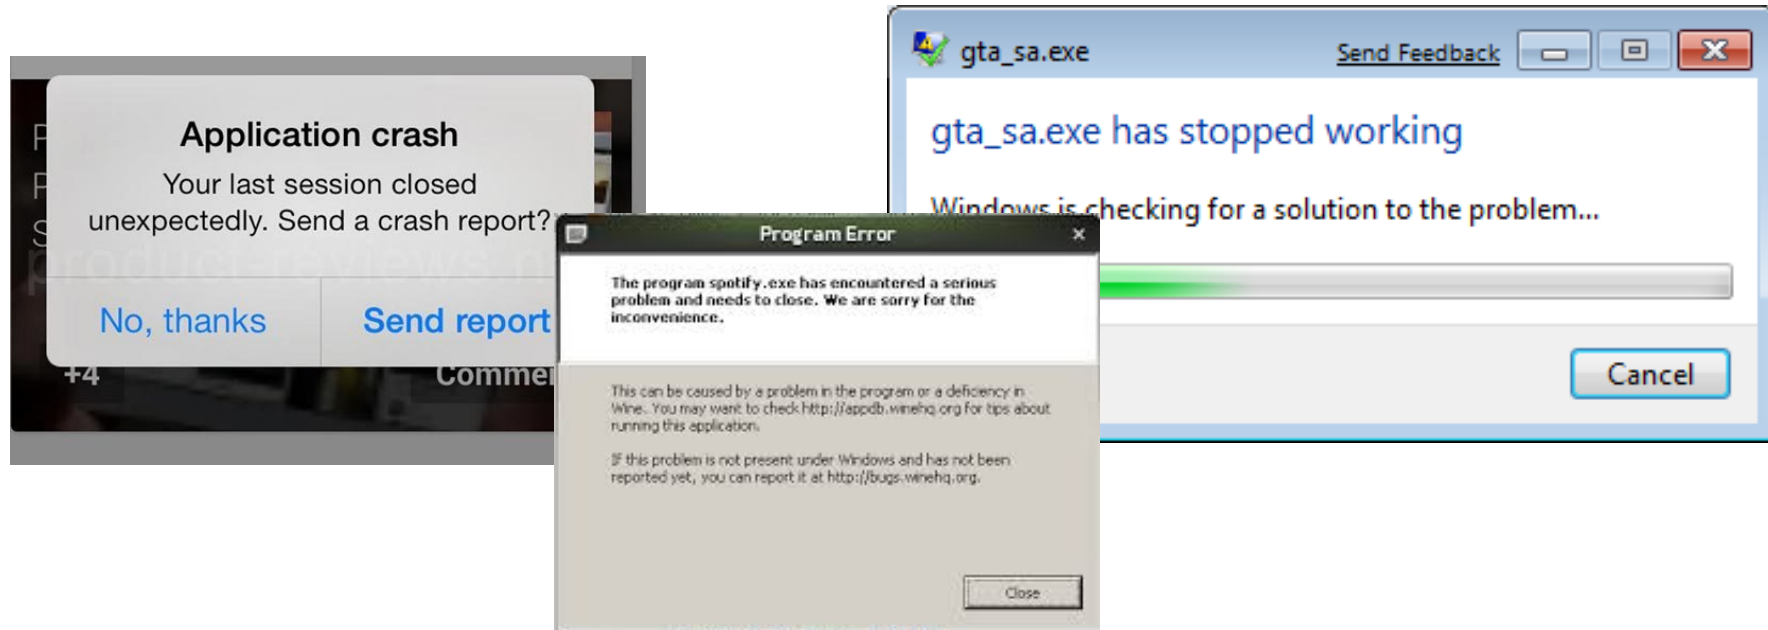 Application crash
Your last session closed
unexpectedly. Send a crash report?
No, thanks
Send report
+4
gta_sa.exe
Send Feedback
gta_sa.exe has stopped working
Windows is checking for a solution to the problem...
Cancel
Program Error
The program spotify.exe has encountered a serious
problem and needs to close. We are sorry for the
inconvenience.
This can be caused by a problem in the program or a deficiency in
Wine. You may want to check http://appdb.winehq.org for tips about
running this application.
If this problem is not present under Windows and has not been
reported yet, you can report it at http://bugs.winehq.org.
Close